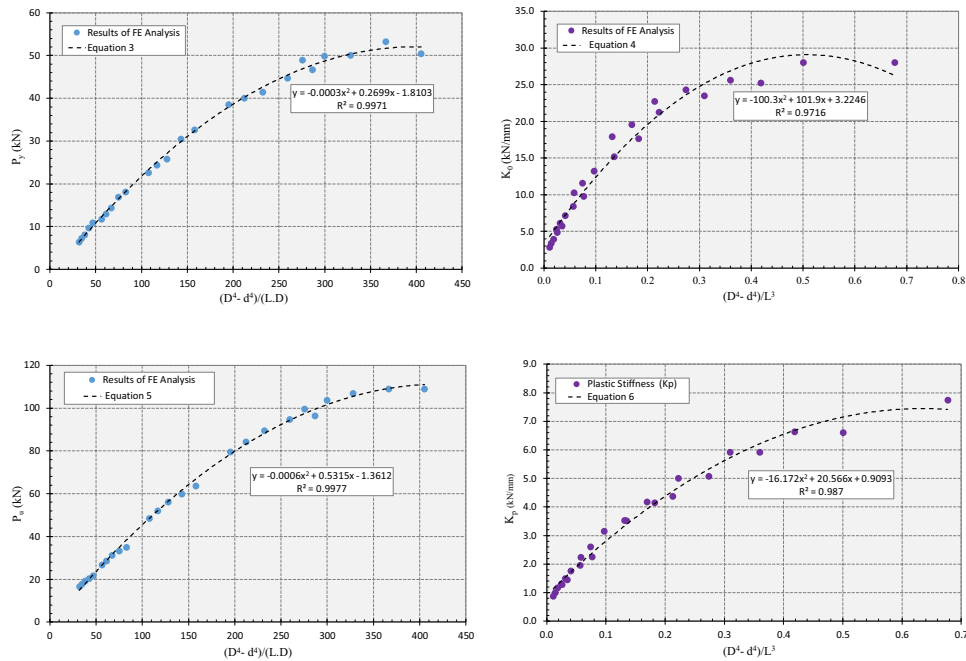 60
50
40
30
20
10
0
P_y (kN)
Results of FE Analysis
Equation 3
y = -0.0003x² + 0.2699x - 1.8103
R² = 0.9971
0 50 100 150 200 250 300 350 400 450
(D⁴- d⁴)/(L.D)
35.0
30.0
25.0
20.0
15.0
10.0
5.0
0.0
K₀ (kN/mm)
Results of FE Analysis
Equation 4
y = -100.3x² + 101.9x + 3.2246
R² = 0.9716
0 0.1 0.2 0.3 0.4 0.5 0.6 0.7 0.8
(D⁴- d⁴)/L³
120
100
80
60
40
20
0
P_u (kN)
Results of FE Analysis
Equation 5
y = -0.0006x² + 0.5315x - 1.3612
R² = 0.9977
0 50 100 150 200 250 300 350 400 450
(D⁴- d⁴)/(L.D)
9.0
8.0
7.0
6.0
5.0
4.0
3.0
2.0
1.0
0.0
K_p (kN/mm)
Plastic Stiffness (Kp)
Equation 6
y = -16.172x² + 20.566x + 0.9093
R² = 0.987
0.0 0.1 0.2 0.3 0.4 0.5 0.6 0.7
(D⁴- d⁴)/L³